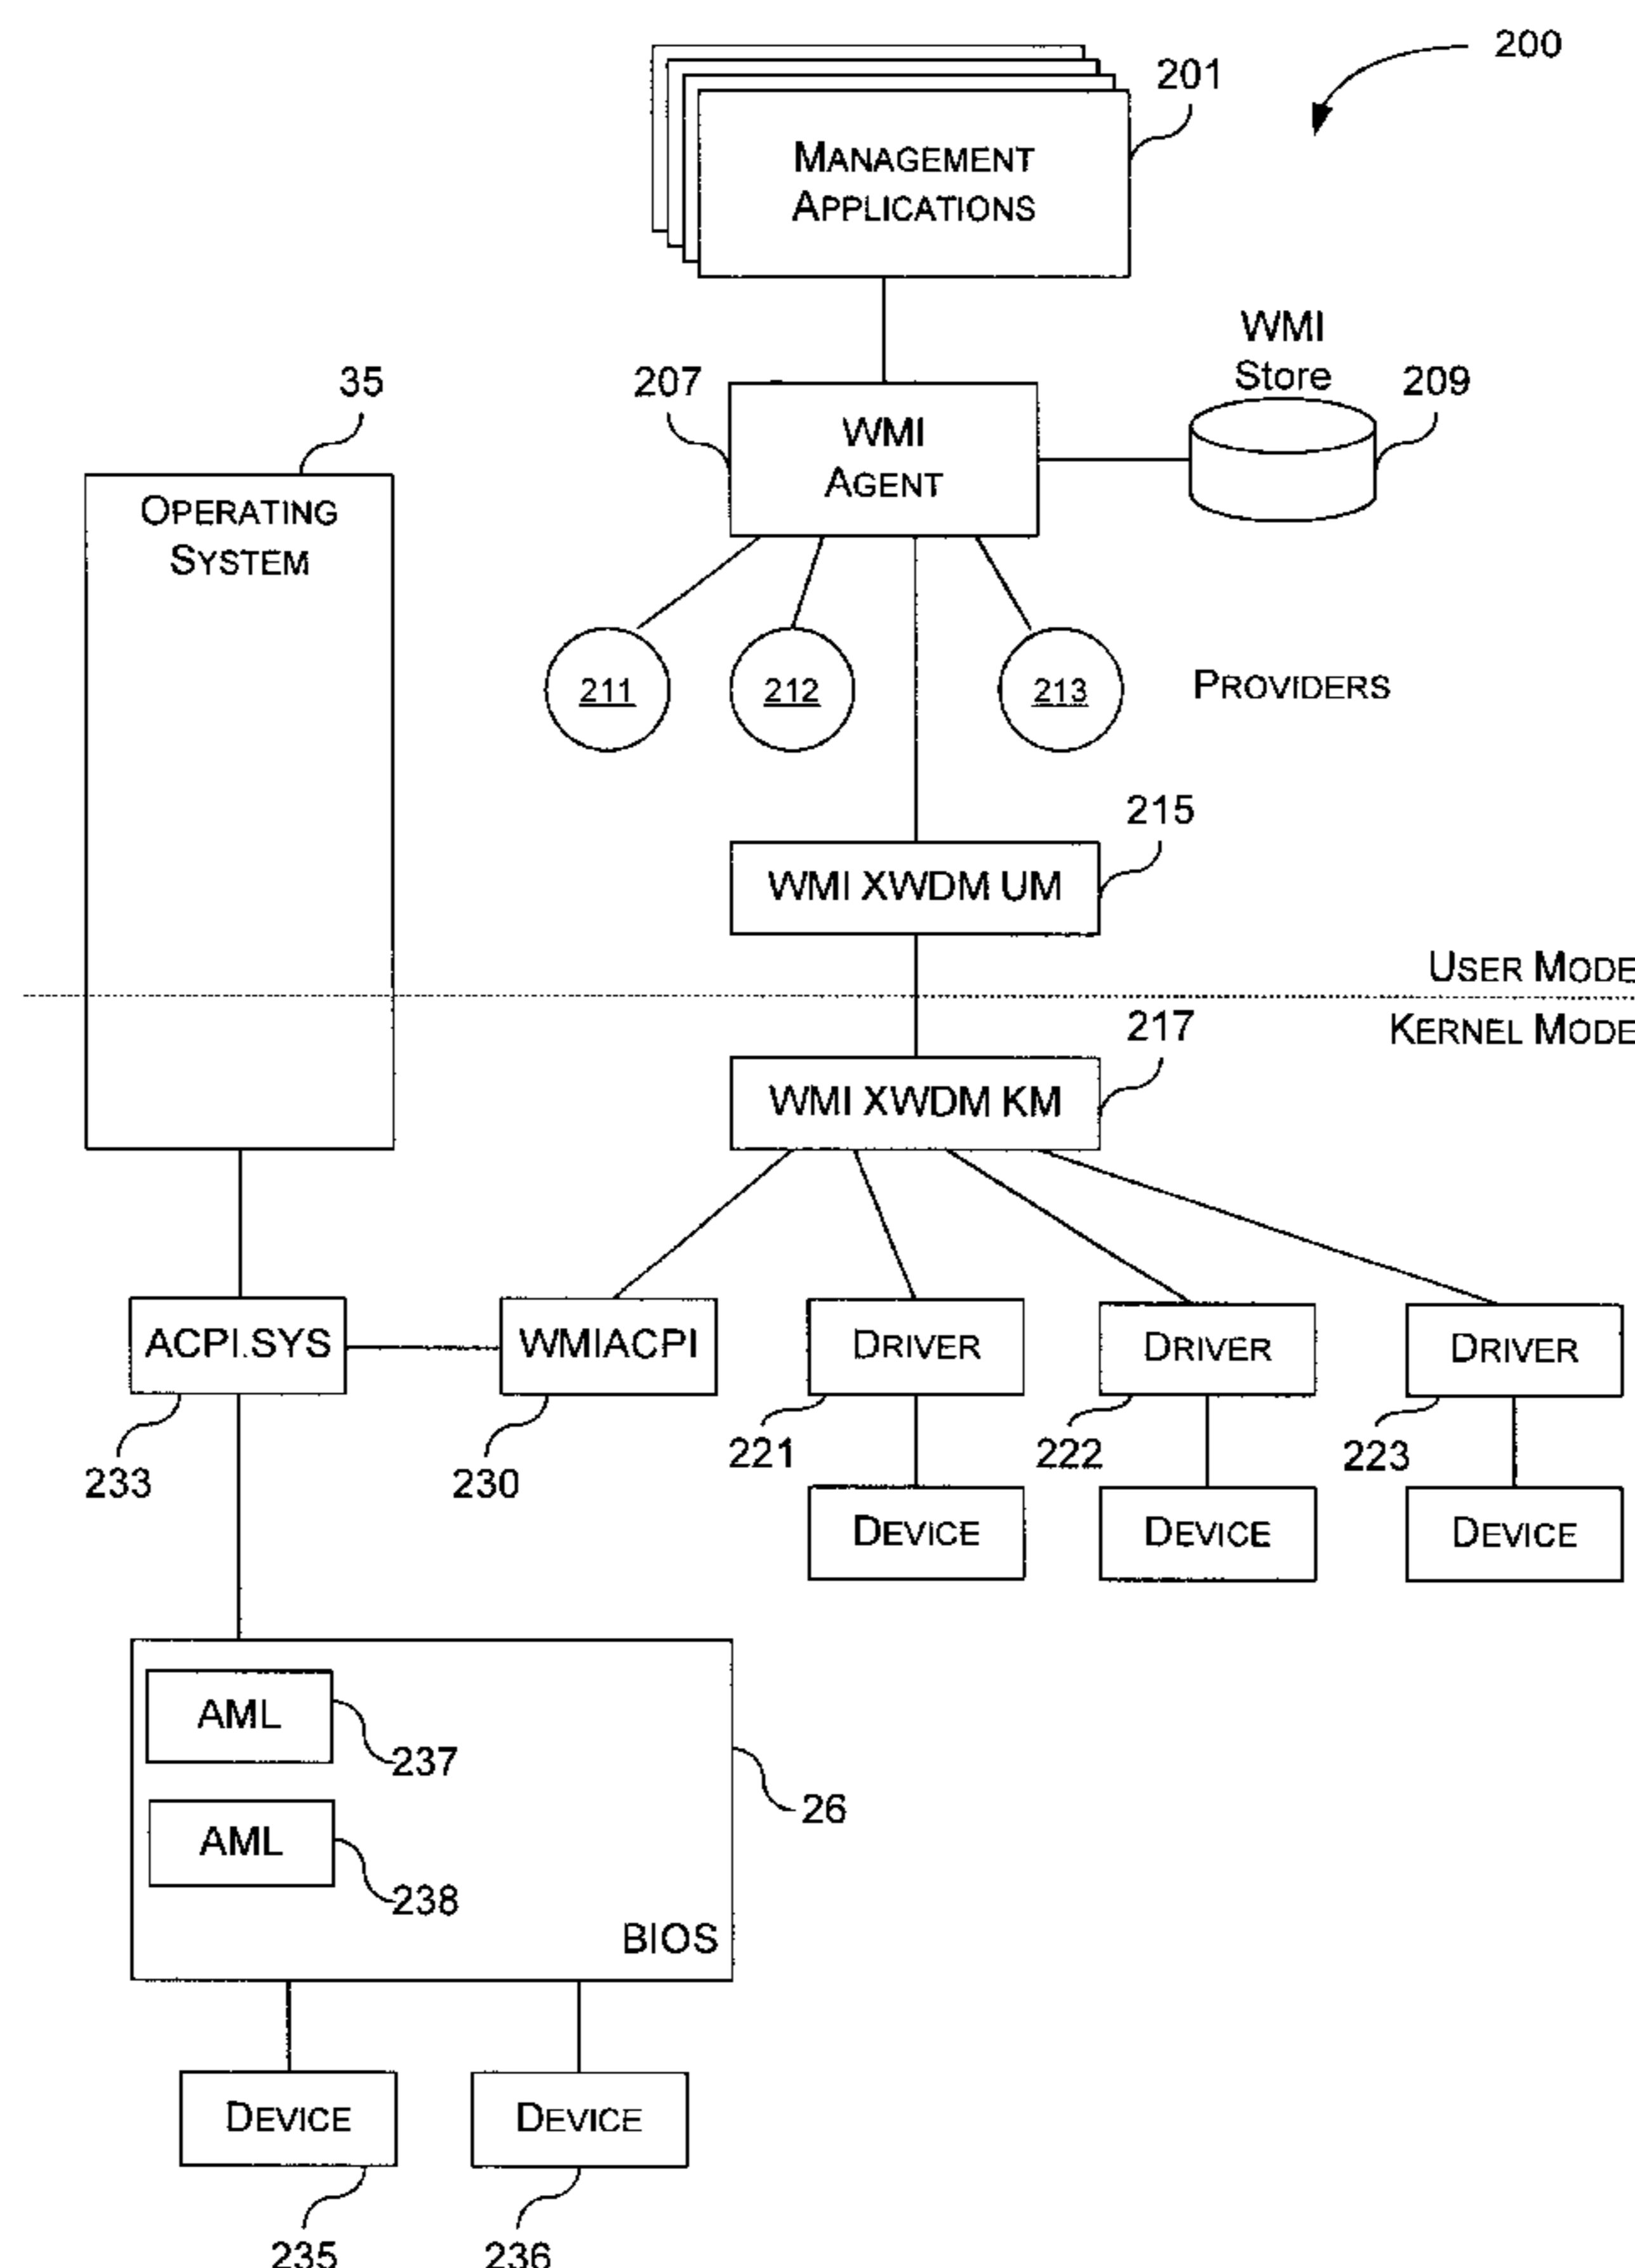 200
201
MANAGEMENT
APPLICATIONS
WMI
Store
35
207
209
WMI
AGENT
OPERATING
SYSTEM
211
212
213
PROVIDERS
215
WMI XWDM UM
USER MODE
KERNEL MODE
217
WMI XWDM KM
ACPI.SYS
WMIACPI
DRIVER
DRIVER
DRIVER
233
230
221
222
223
DEVICE
DEVICE
DEVICE
AML
237
26
AML
238
BIOS
DEVICE
DEVICE
235
236